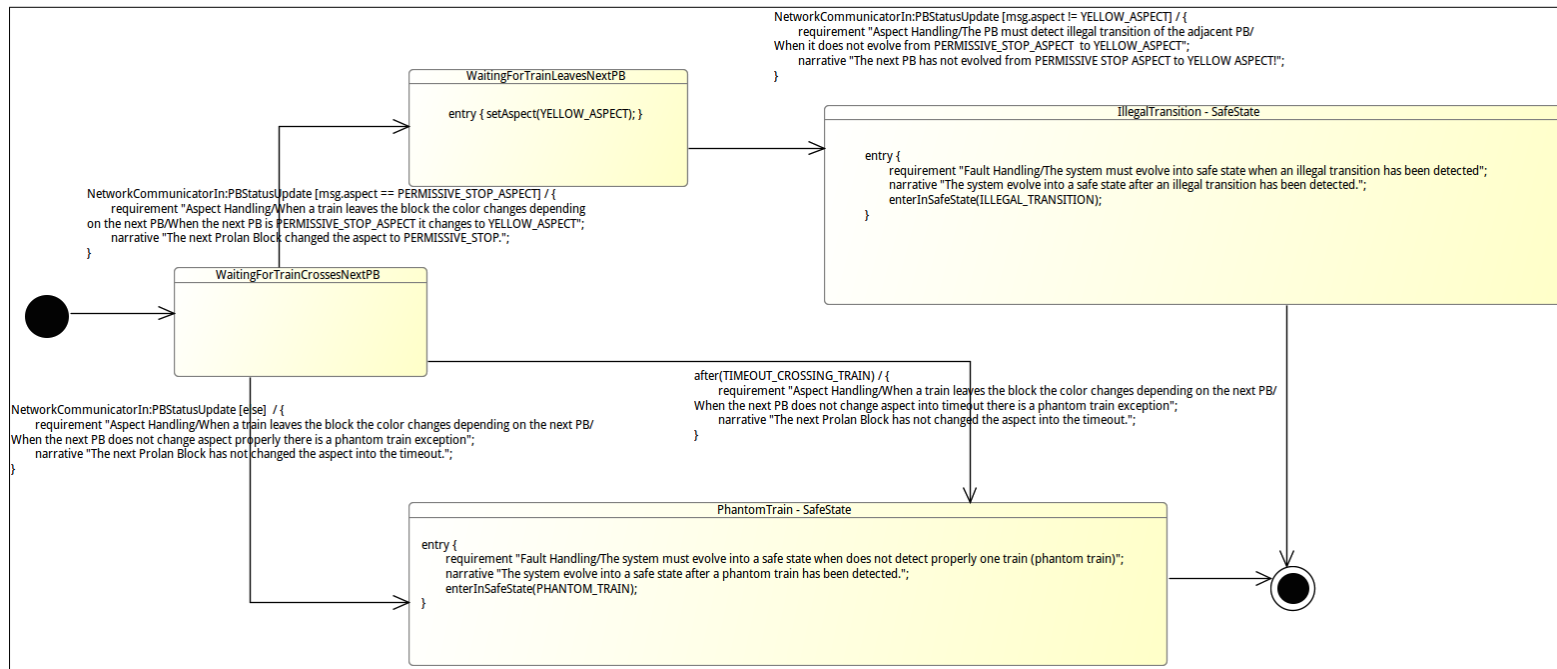 NetworkCommunicatorIn:PBStatusUpdate [msg.aspect != YELLOW_ASPECT] / {
requirement "Aspect Handling/The PB must detect illegal transition of the adjacent PB/
When it does not evolve from PERMISSIVE_STOP_ASPECT to YELLOW_ASPECT";
narrative "The next PB has not evolved from PERMISSIVE STOP ASPECT to YELLOW ASPECT!";
}
WaitingForTrainLeavesNextPB
entry { setAspect(YELLOW_ASPECT); }
IllegalTransition - SafeState
entry {
requirement "Fault Handling/The system must evolve into safe state when an illegal transition has been detected";
narrative "The system evolve into a safe state after an illegal transition has been detected.";
enterInSafeState(ILLEGAL_TRANSITION);
}
NetworkCommunicatorIn:PBStatusUpdate [msg.aspect == PERMISSIVE_STOP_ASPECT] / {
requirement "Aspect Handling/When a train leaves the block the color changes depending
on the next PB/When the next PB is PERMISSIVE_STOP_ASPECT it changes to YELLOW_ASPECT";
narrative "The next Prolan Block changed the aspect to PERMISSIVE_STOP.";
}
WaitingForTrainCrossesNextPB
after(TIMEOUT_CROSSING_TRAIN) / {
requirement "Aspect Handling/When a train leaves the block the color changes depending on the next PB/
When the next PB does not change aspect into timeout there is a phantom train exception";
narrative "The next Prolan Block has not changed the aspect into the timeout.";
}
NetworkCommunicatorIn:PBStatusUpdate [else] / {
requirement "Aspect Handling/When a train leaves the block the color changes depending on the next PB/
When the next PB does not change aspect properly there is a phantom train exception";
narrative "The next Prolan Block has not changed the aspect into the timeout.";
}
PhantomTrain - SafeState
entry {
requirement "Fault Handling/The system must evolve into a safe state when does not detect properly one train (phantom train)";
narrative "The system evolve into a safe state after a phantom train has been detected.";
enterInSafeState(PHANTOM_TRAIN);
}